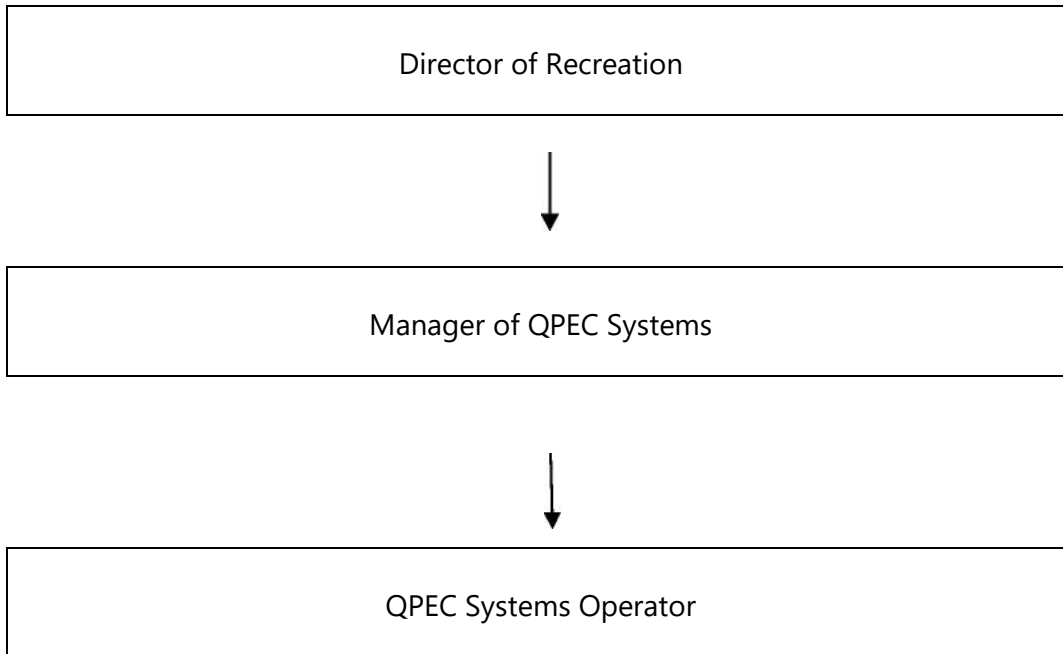 Director of Recreation
Manager of QPEC Systems
QPEC Systems Operator